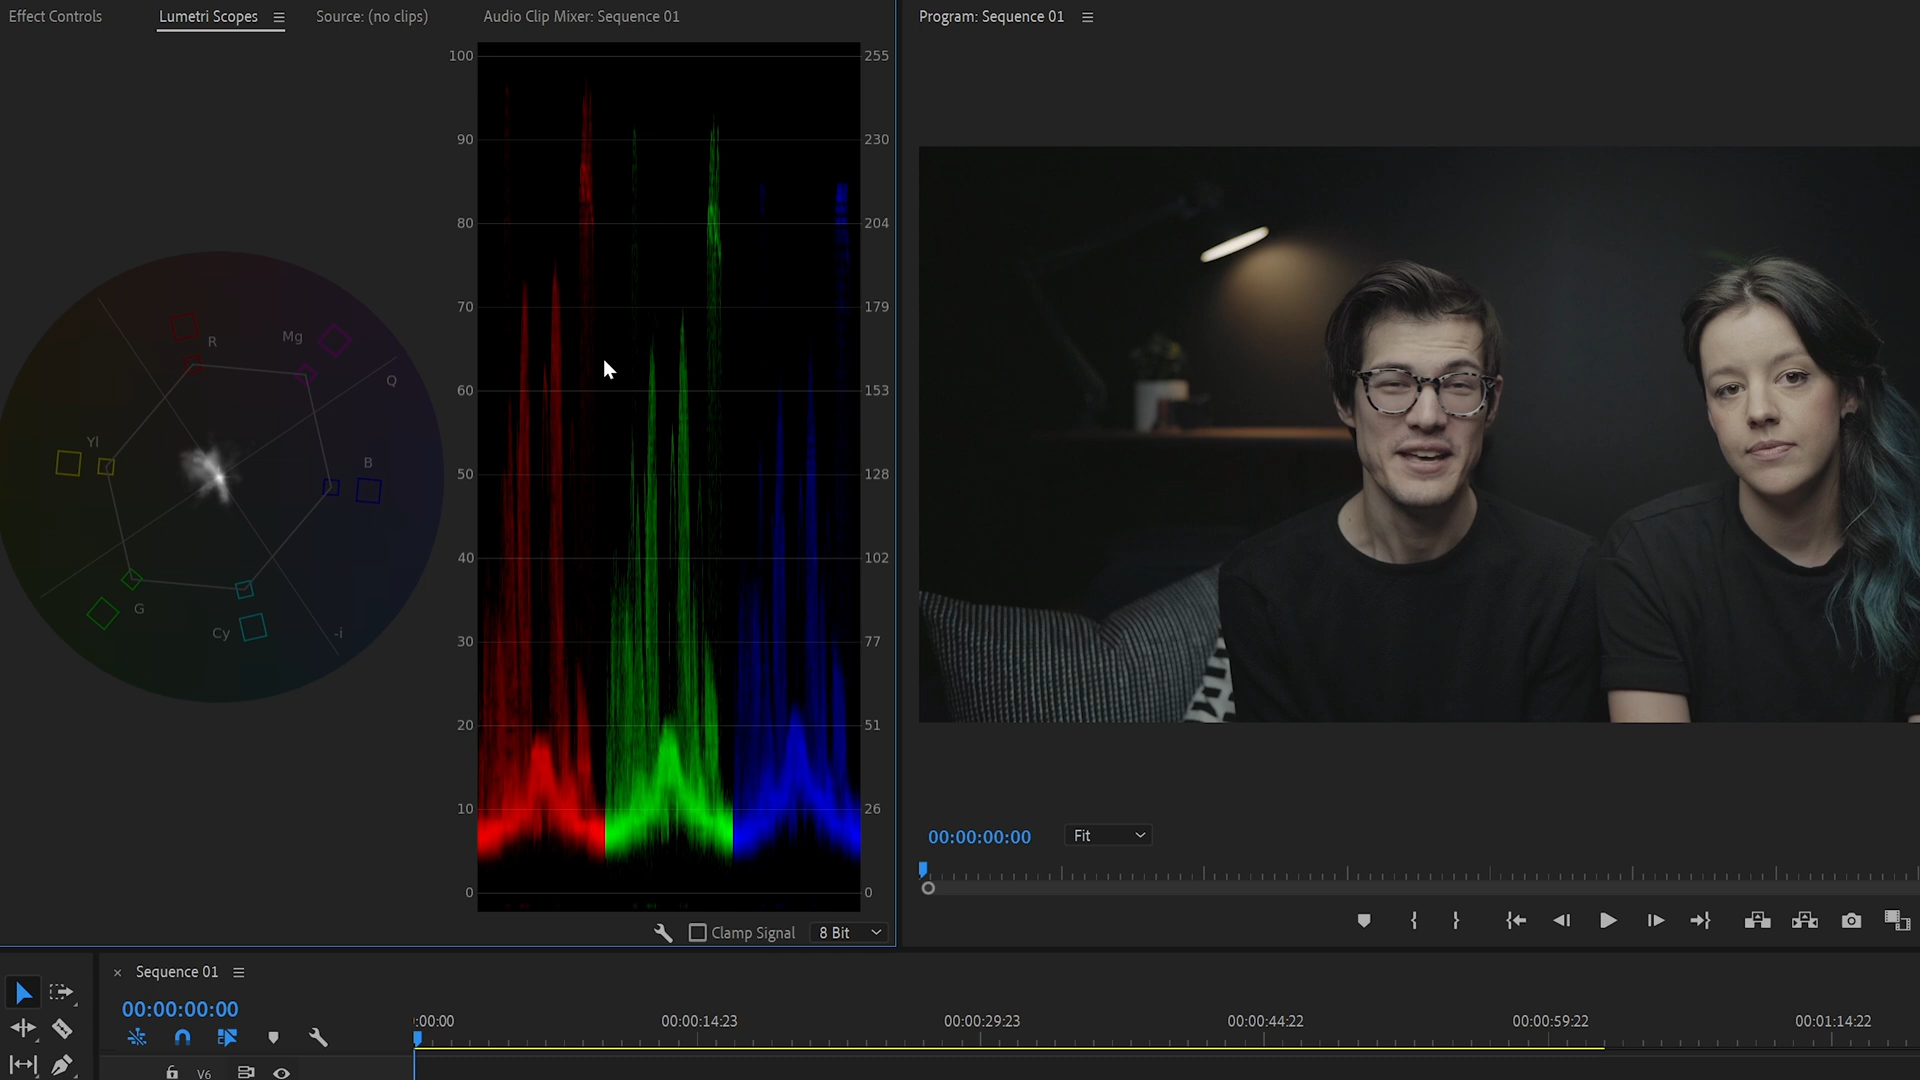 Effect Controls
Lumetri Scopes
Source: (no clips)
Audio Clip Mixer: Sequence 01
Program: Sequence 01
100
90
80
70
60
50
40
30
20
10
0
255
230
204
179
153
128
102
77
51
26
0
R
Mg
Q
Yl
B
G
Cy
-i
Clamp Signal
8 Bit
00:00:00:00
Fit
× Sequence 01
00:00:00:00
:00:00
00:00:14:23
00:00:29:23
00:00:44:22
00:00:59:22
00:01:14:22
V6